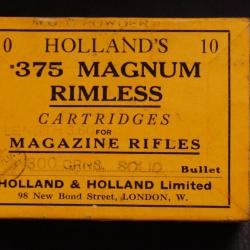 10 HOLLAND'S 10
.375 MAGNUM
RIMLESS
CARTRIDGES
FOR
MAGAZINE RIFLES
300 GRNS. SOLID
Bullet
HOLLAND & HOLLAND Limited
98 New Bond Street, LONDON, W.